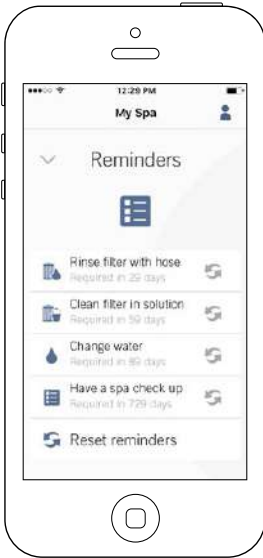 12:29 PM
My Spa
Reminders
Rinse filter with hose
Required in 29 days
Clean filter in solution
Required in 59 days
Change water
Required in 89 days
Have a spa check up
Required in 729 days
Reset reminders